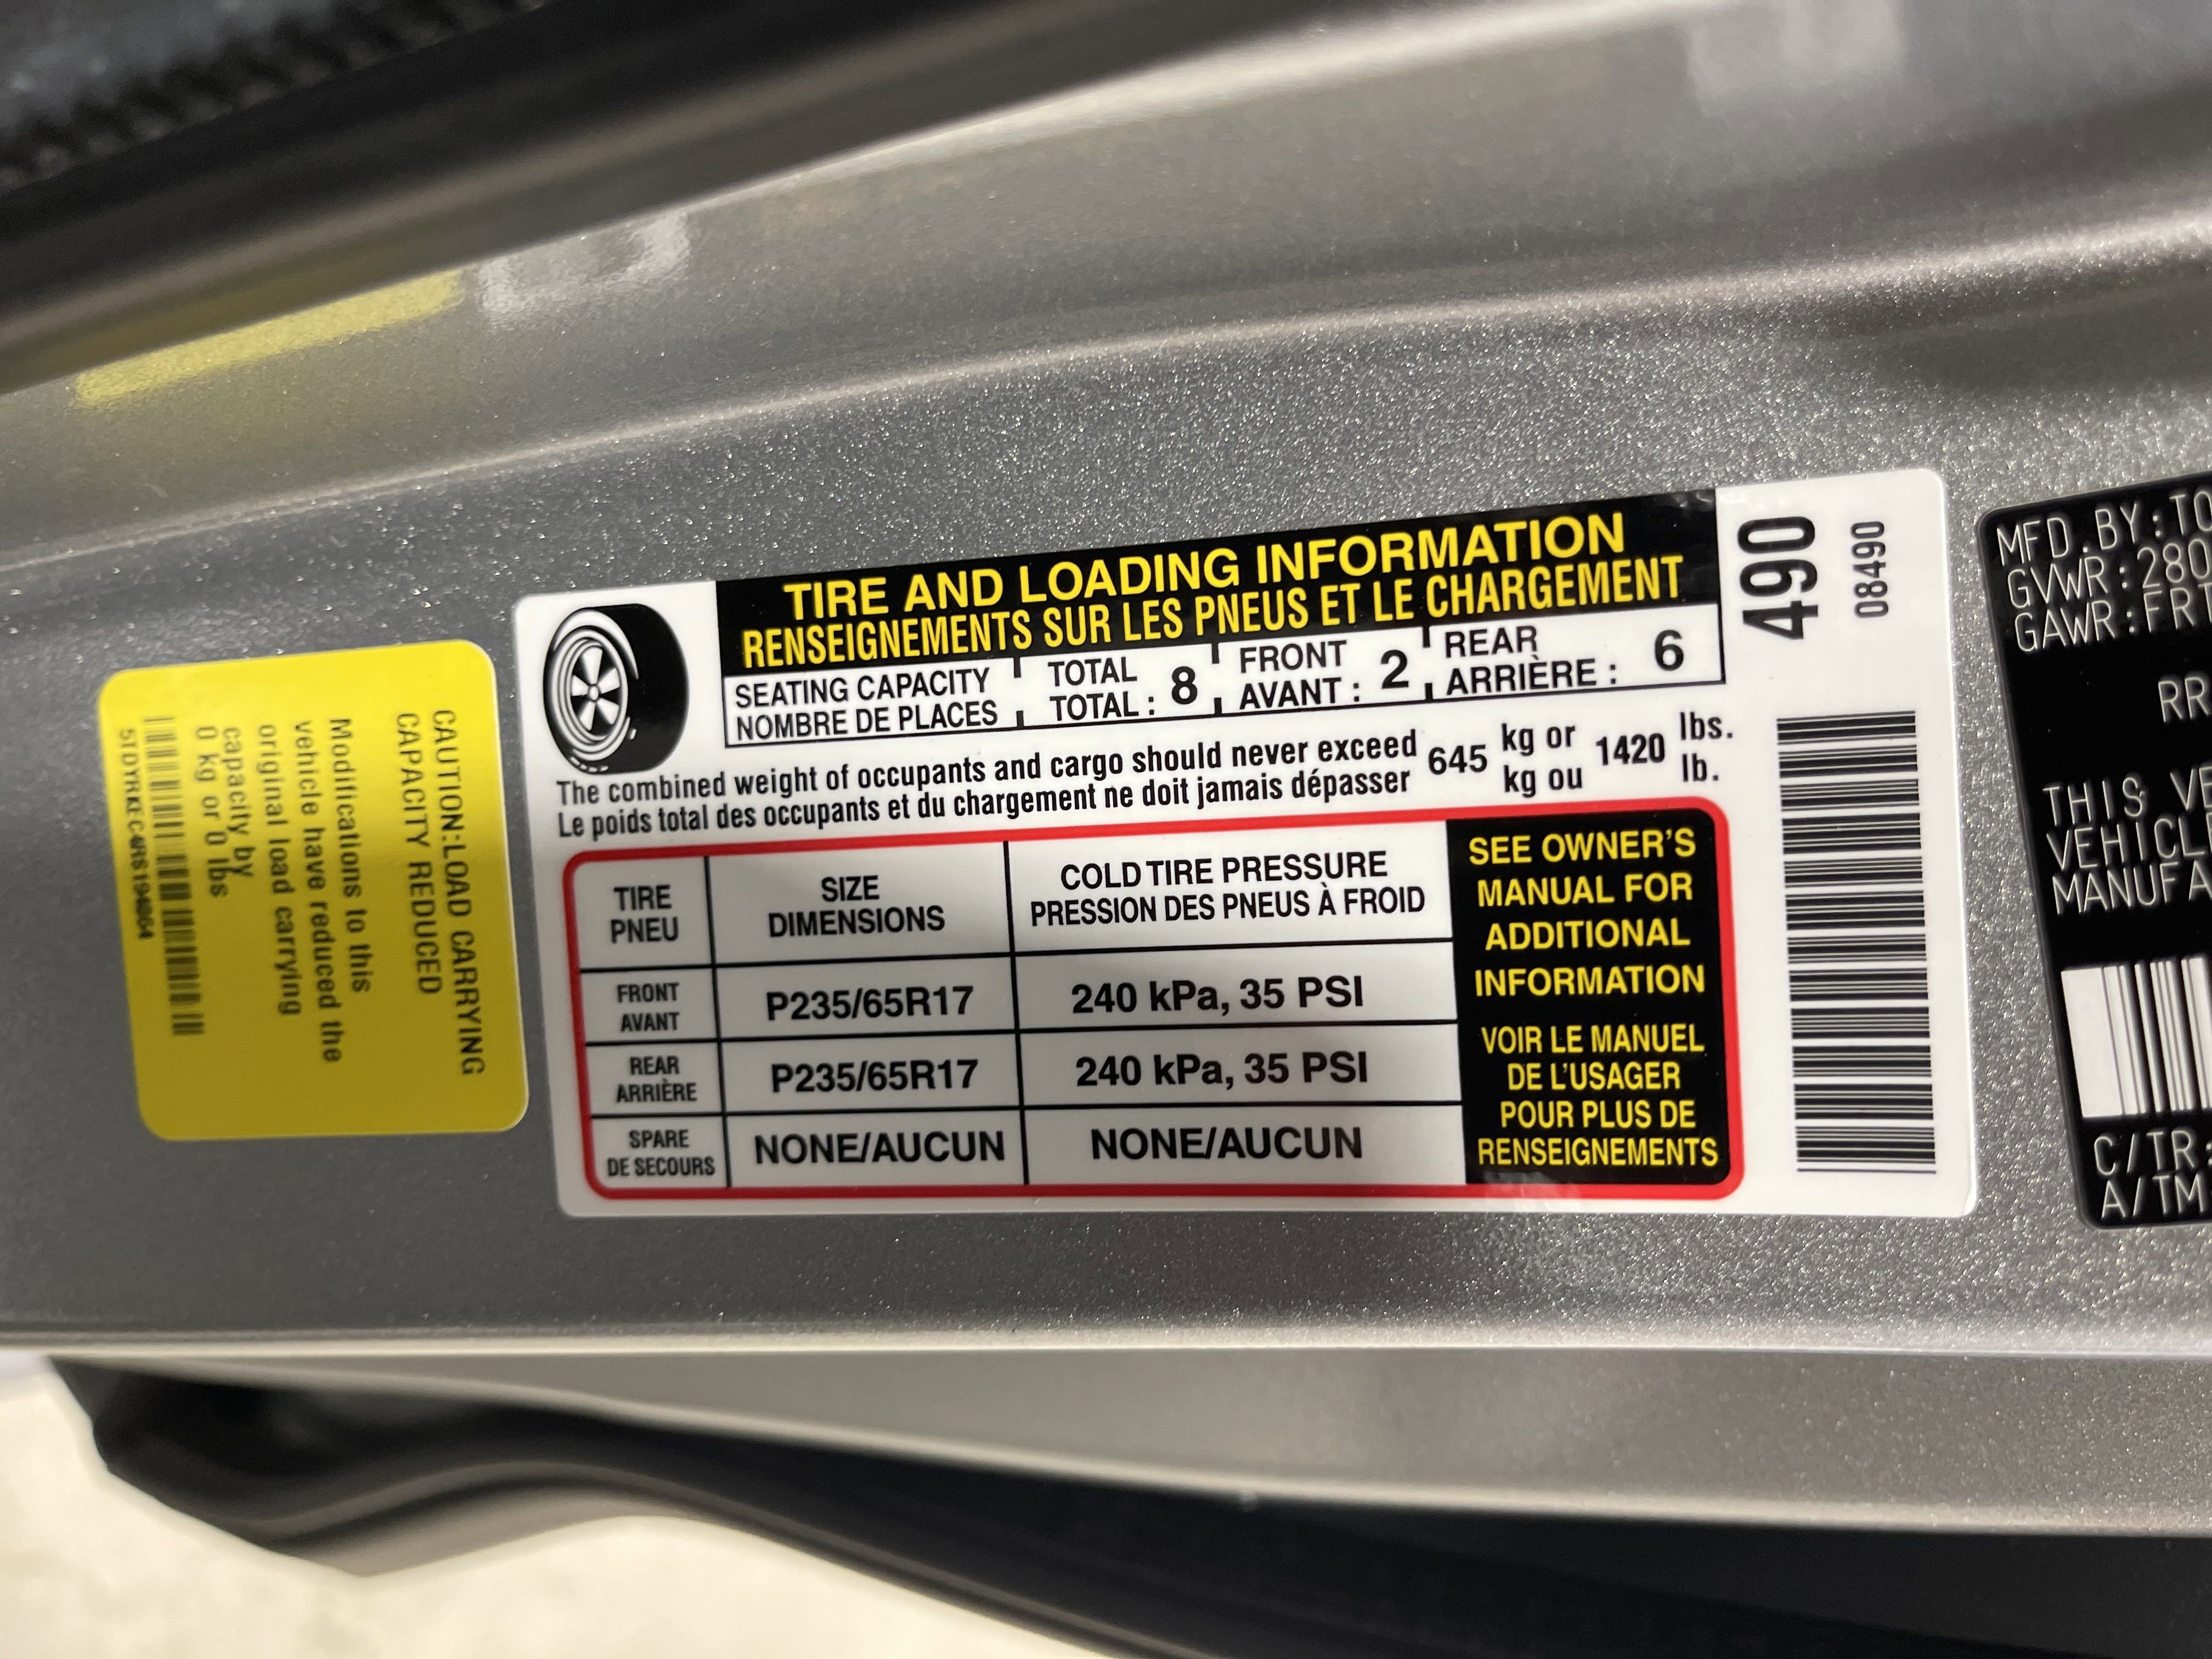 CAUTION:LOAD CARRYING
CAPACITY REDUCED
Modifications to this
vehicle have reduced the
original load carrying
capacity by
0 kg or 0 lbs
5TDYRKEC4RS194864
TIRE AND LOADING INFORMATION
RENSEIGNEMENTS SUR LES PNEUS ET LE CHARGEMENT
SEATING CAPACITY
NOMBRE DE PLACES
TOTAL
TOTAL : 8
FRONT
AVANT : 2
REAR
ARRIÈRE : 6
The combined weight of occupants and cargo should never exceed 645 kg or 1420 lbs.
Le poids total des occupants et du chargement ne doit jamais dépasser kg ou lb.
TIRE
PNEU
SIZE
DIMENSIONS
COLD TIRE PRESSURE
PRESSION DES PNEUS À FROID
FRONT
AVANT
P235/65R17
240 kPa, 35 PSI
REAR
ARRIÈRE
P235/65R17
240 kPa, 35 PSI
SPARE
DE SECOURS
NONE/AUCUN
NONE/AUCUN
SEE OWNER'S
MANUAL FOR
ADDITIONAL
INFORMATION
VOIR LE MANUEL
DE L'USAGER
POUR PLUS DE
RENSEIGNEMENTS
490
08490
MFD.BY:TO
GVWR:280
GAWR:FRT
RR
THIS VE
VEHICL
MANUFA
C/TR:
A/TM